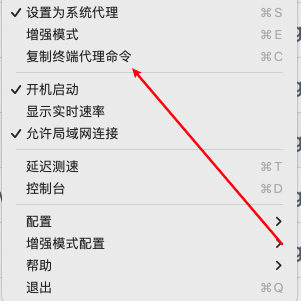 ✓ 设置为系统代理 ⌘S
增强模式 ⌘E
复制终端代理命令 ⌘C
✓ 开机启动
显示实时速率
✓ 允许局域网连接
延迟测速 ⌘T
控制台 ⌘D
配置
增强模式配置
帮助
退出 ⌘Q